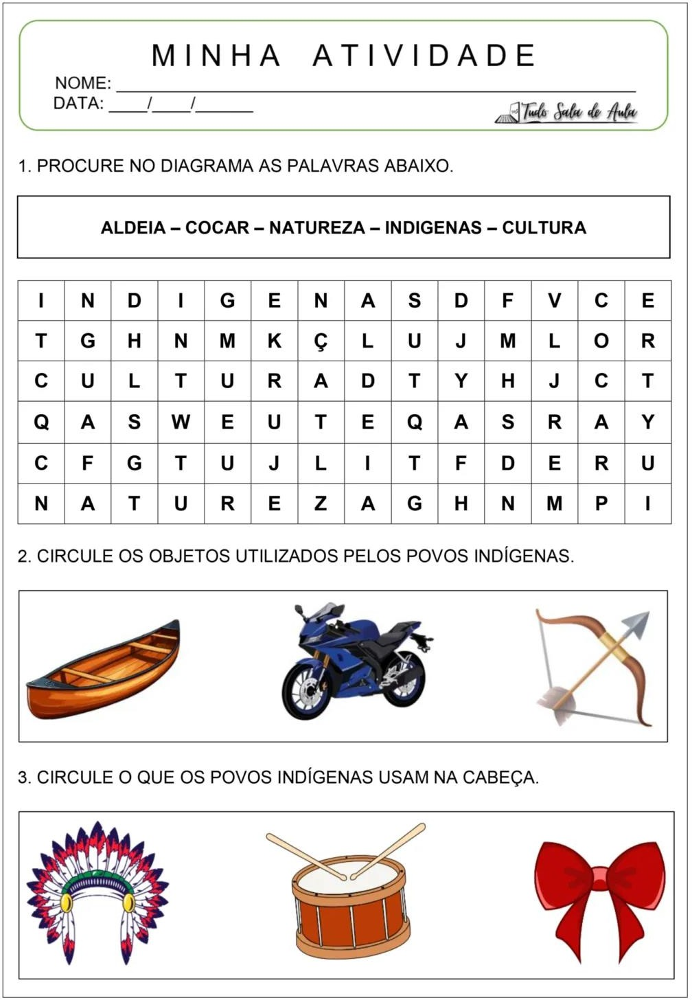 MINHA ATIVIDADE
NOME: ____________________
DATA: ____/____/______
Tudo Sala de Aula
1. PROCURE NO DIAGRAMA AS PALAVRAS ABAIXO.
ALDEIA – COCAR – NATUREZA – INDIGENAS – CULTURA
I N D I G E N A S D F V C E
T G H N M K Ç L U J M L O R
C U L T U R A D T Y H J C T
Q A S W E U T E Q A S R A Y
C F G T U J L I T F D E R U
N A T U R E Z A G H N M P I
2. CIRCULE OS OBJETOS UTILIZADOS PELOS POVOS INDÍGENAS.
3. CIRCULE O QUE OS POVOS INDÍGENAS USAM NA CABEÇA.